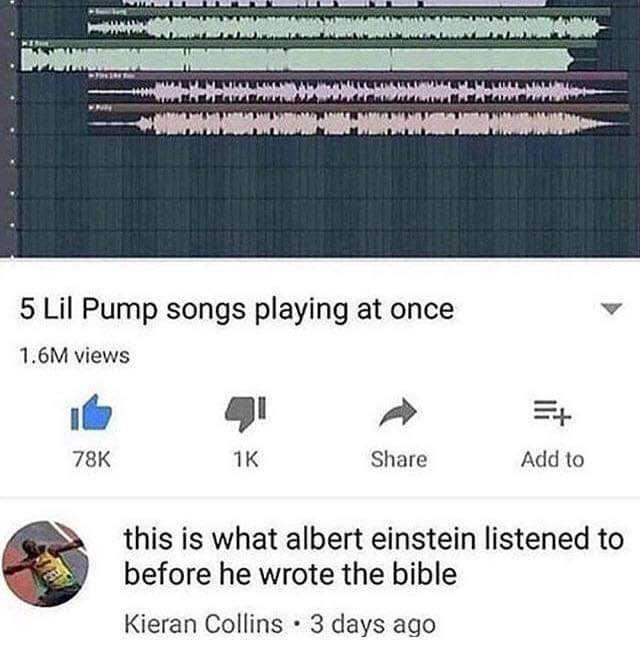 5 Lil Pump songs playing at once
1.6M views
78K
1K
Share
Add to
this is what albert einstein listened to
before he wrote the bible
Kieran Collins • 3 days ago